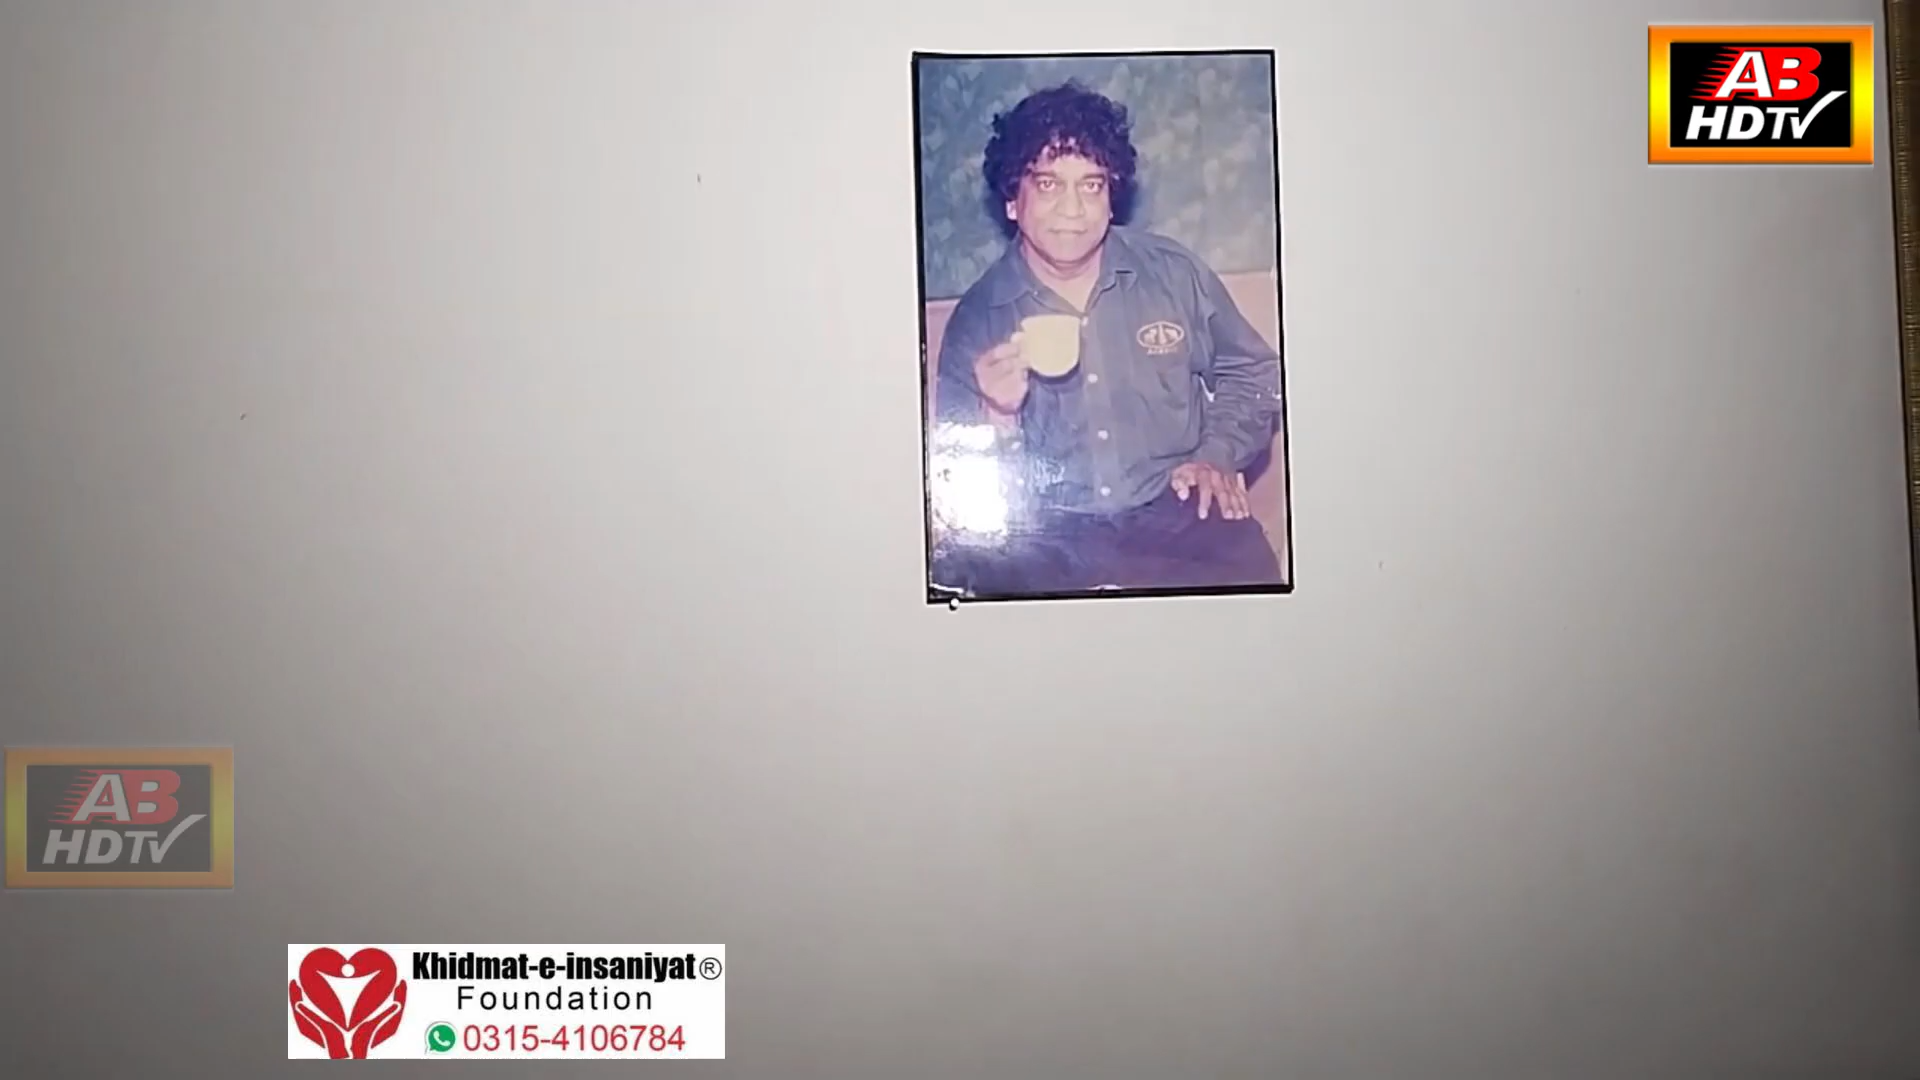 AB
HDTV
AB
HDTV
Khidmat-e-insaniyat®
Foundation
0315-4106784